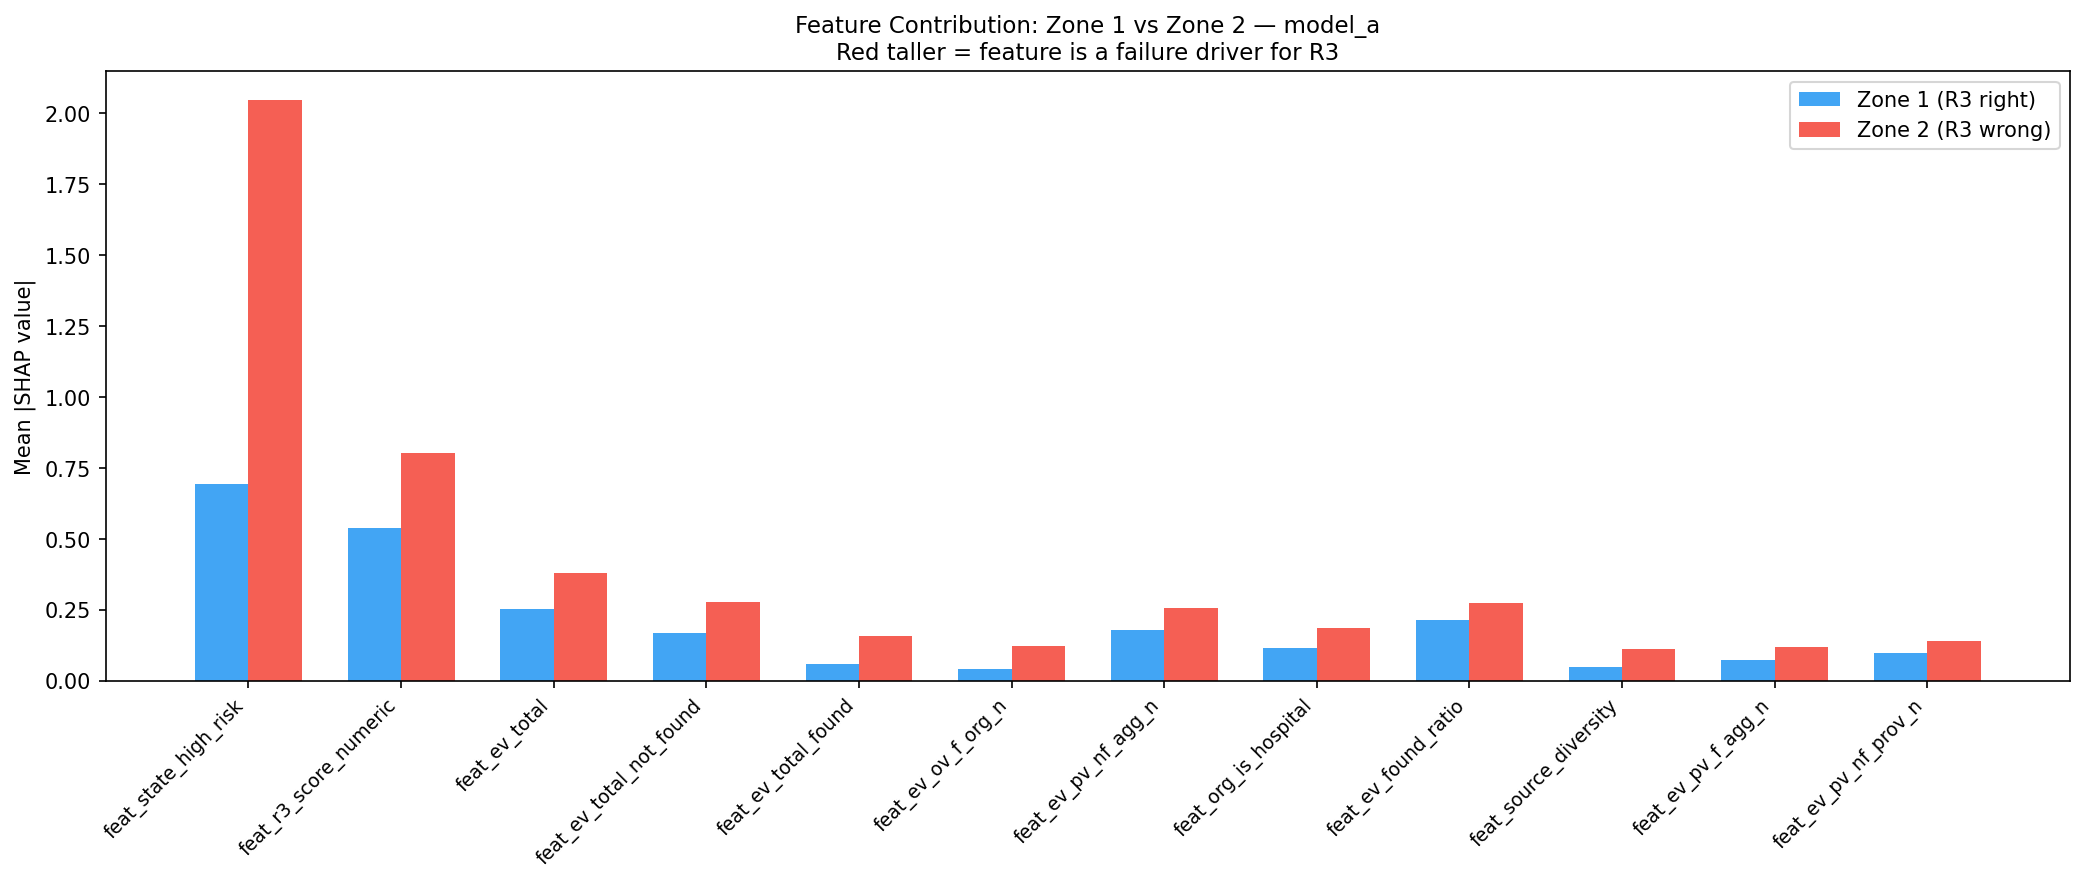 Feature Contribution: Zone 1 vs Zone 2 — model_a
Red taller = feature is a failure driver for R3
Zone 1 (R3 right)
Zone 2 (R3 wrong)
Mean |SHAP value|
2.00
1.75
1.50
1.25
1.00
0.75
0.50
0.25
0.00
feat_state_high_risk
feat_r3_score_numeric
feat_ev_total
feat_ev_total_not_found
feat_ev_total_found
feat_ev_ov_f_org_n
feat_ev_pv_nf_agg_n
feat_org_is_hospital
feat_ev_found_ratio
feat_source_diversity
feat_ev_pv_f_agg_n
feat_ev_pv_nf_prov_n